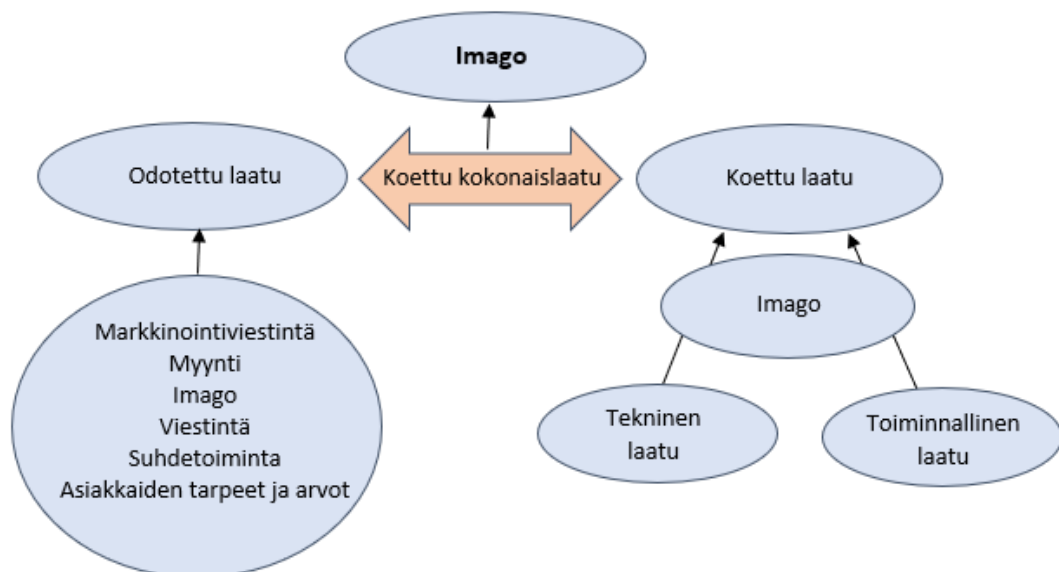 Imago
Odotettu laatu
Koettu kokonaislaatu
Koettu laatu
Markkinointiviestintä
Myynti
Imago
Viestintä
Suhdetoiminta
Asiakkaiden tarpeet ja arvot
Imago
Tekninen
laatu
Toiminnallinen
laatu